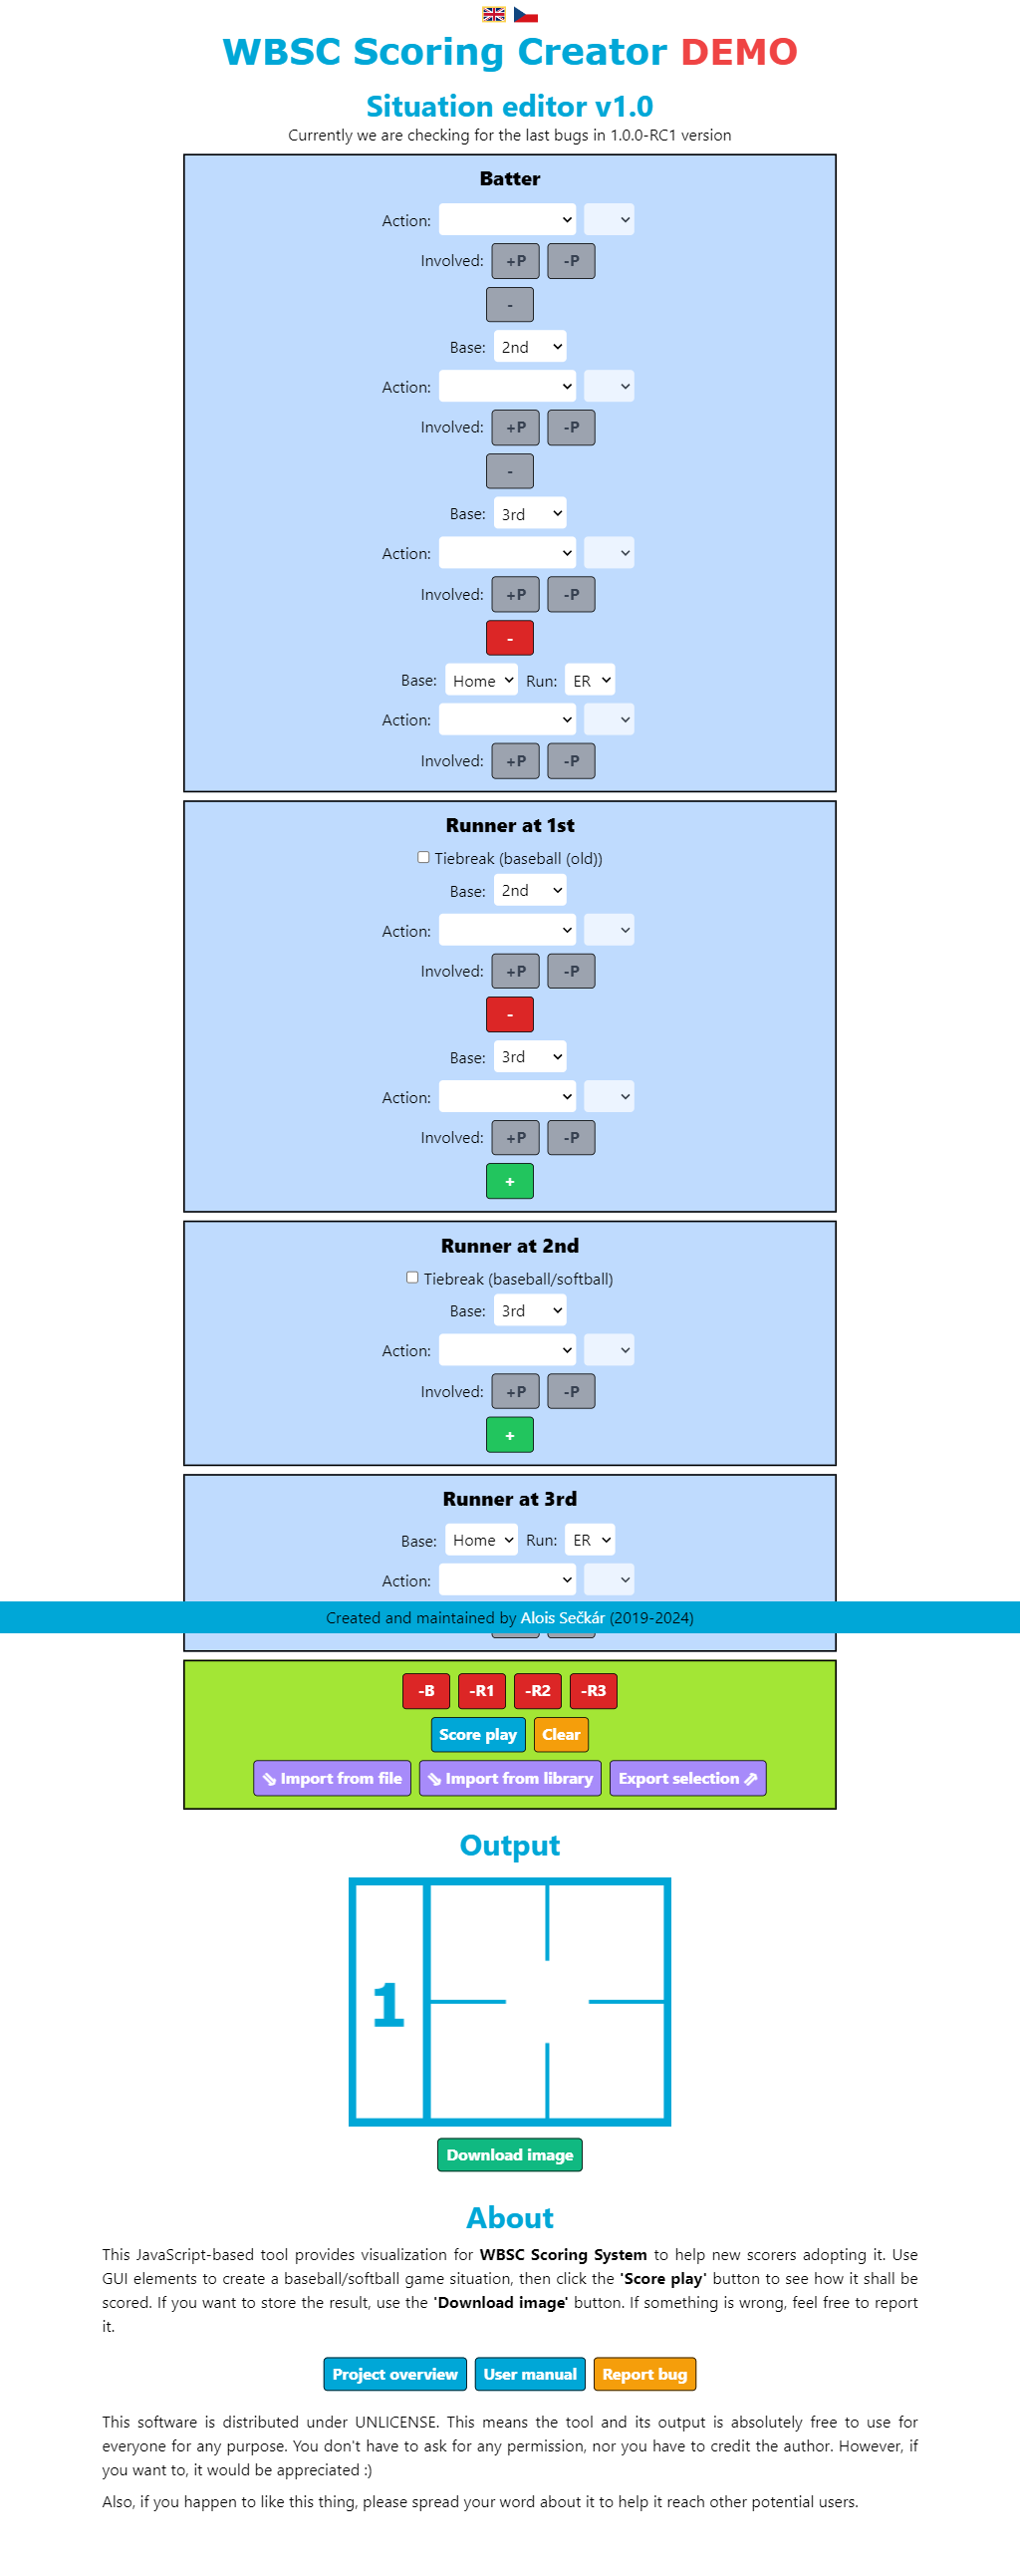 WBSC Scoring Creator DEMO
Situation editor v1.0
Currently we are checking for the last bugs in 1.0.0-RC1 version
Batter
Action:
Involved: +P -P
-
Base: 2nd
Action:
Involved: +P -P
-
Base: 3rd
Action:
Involved: +P -P
-
Base: Home Run: ER
Action:
Involved: +P -P
Runner at 1st
Tiebreak (baseball (old))
Base: 2nd
Action:
Involved: +P -P
-
Base: 3rd
Action:
Involved: +P -P
+
Runner at 2nd
Tiebreak (baseball/softball)
Base: 3rd
Action:
Involved: +P -P
+
Runner at 3rd
Base: Home Run: ER
Action:
Created and maintained by Alois Sečkár (2019-2024)
-B -R1 -R2 -R3
Score play Clear
⇘ Import from file ⇘ Import from library Export selection ⇗
Output
1
Download image
About
This JavaScript-based tool provides visualization for WBSC Scoring System to help new scorers adopting it. Use
GUI elements to create a baseball/softball game situation, then click the 'Score play' button to see how it shall be
scored. If you want to store the result, use the 'Download image' button. If something is wrong, feel free to report
it.
Project overview User manual Report bug
This software is distributed under UNLICENSE. This means the tool and its output is absolutely free to use for
everyone for any purpose. You don't have to ask for any permission, nor you have to credit the author. However, if
you want to, it would be appreciated :)
Also, if you happen to like this thing, please spread your word about it to help it reach other potential users.